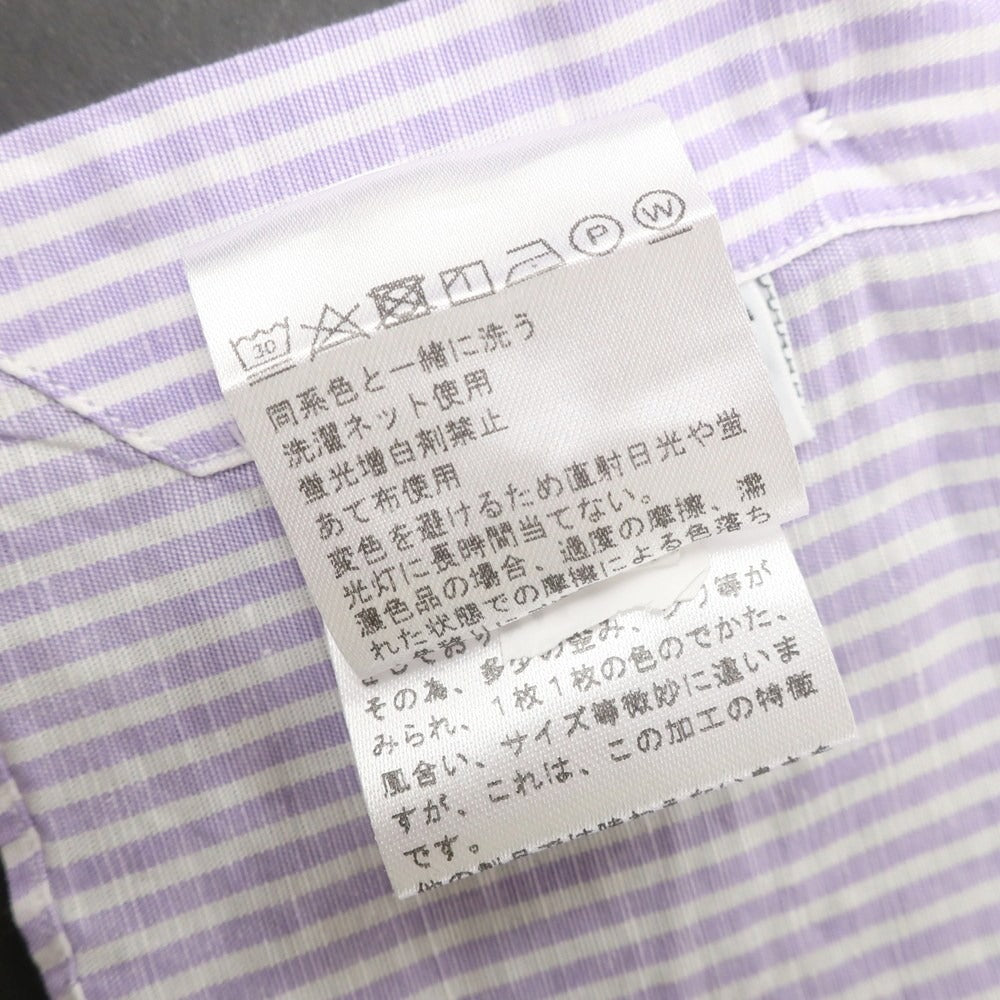 30
P
W
同系色と一緒に洗う
洗濯ネット使用
蛍光増白剤禁止
あて布使用
変色を避けるため直射日光や蛍
光灯に長時間当てない。
濃色品の場合、過度の摩擦、濡
れた状態での摩擦による色落ち
しており
等が
その為、多少の歪み、
みられ、1枚1枚の色のでかた、
風合い、サイズ等微妙に違いま
すが、これは、この加工の特徴
です。